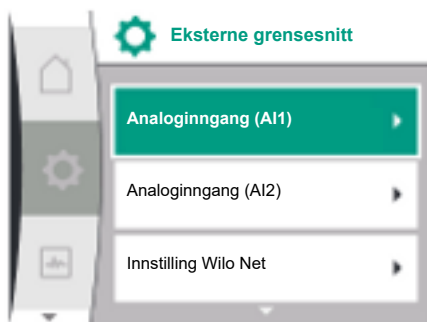 Eksterne grensesnitt
Analoginngang (AI1)
Analoginngang (AI2)
Innstilling Wilo Net